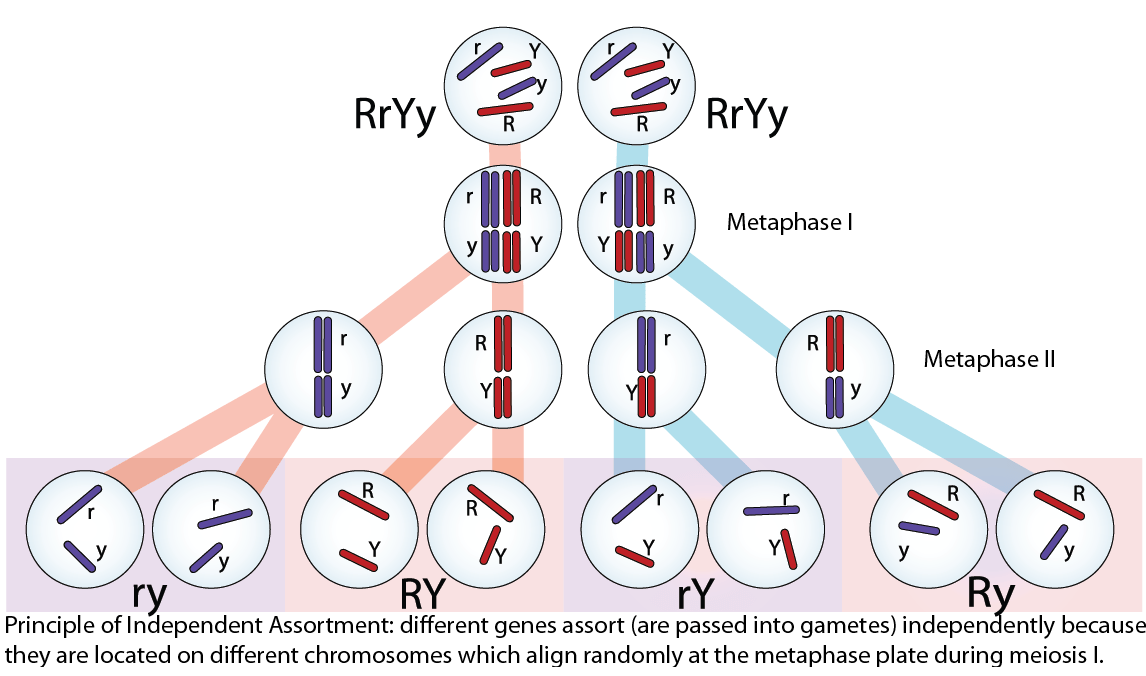 r Y y R
r Y y R
RrYy
RrYy
r R
y Y
r R
Y y
Metaphase I
r
y
R
Y
r
Y
R
y
Metaphase II
r
y
r
y
R
Y
R
Y
r
Y
r
Y
R
y
R
y
ry
RY
rY
Ry
Principle of Independent Assortment: different genes assort (are passed into gametes) independently because
they are located on different chromosomes which align randomly at the metaphase plate during meiosis I.